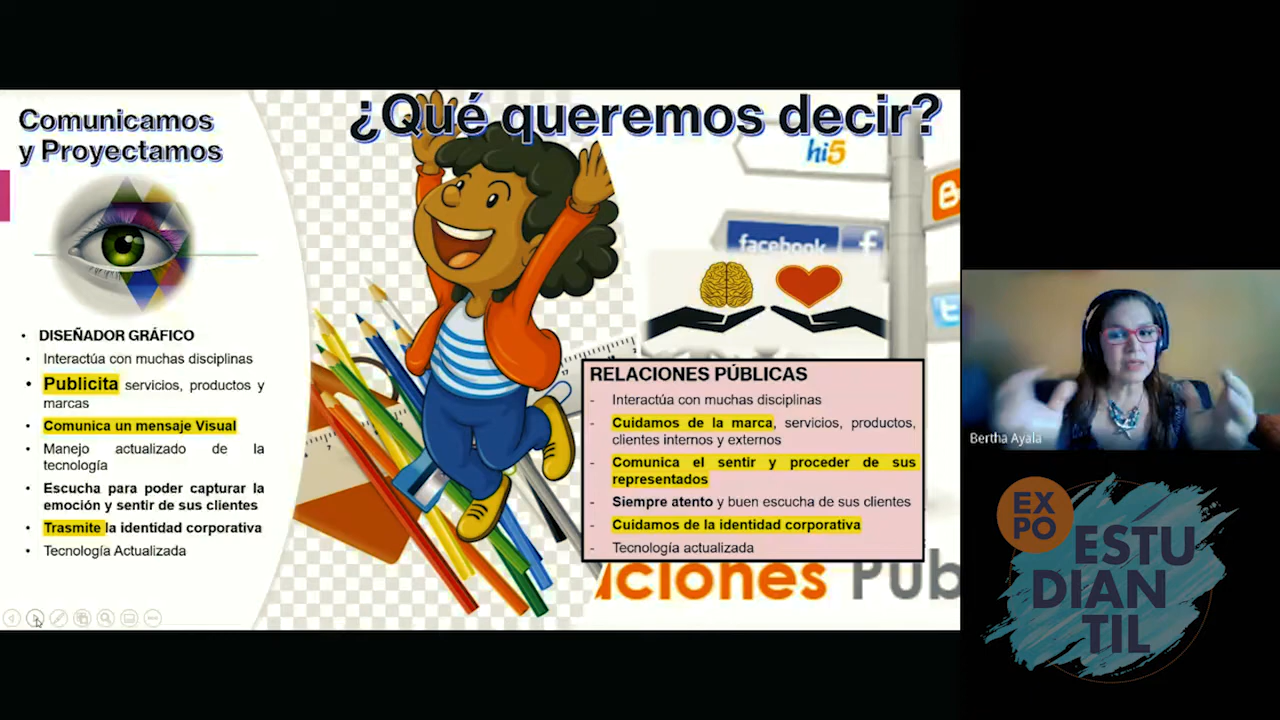 ¿Qué queremos decir?
Comunicamos
y Proyectamos
• DISEÑADOR GRÁFICO
• Interactúa con muchas disciplinas
• Publicita servicios, productos y
marcas
• Comunica un mensaje Visual
• Manejo actualizado de la
tecnología
• Escucha para poder capturar la
emoción y sentir de sus clientes
• Trasmite la identidad corporativa
• Tecnología Actualizada
hi5
facebook f
RELACIONES PÚBLICAS
- Interactúa con muchas disciplinas
- Cuidamos de la marca, servicios, productos,
clientes internos y externos
- Comunica el sentir y proceder de sus
representados
- Siempre atento y buen escucha de sus clientes
- Cuidamos de la identidad corporativa
- Tecnología actualizada
aciones Púb
Bertha Ayala
EX
PO
ESTU
DIAN
TIL